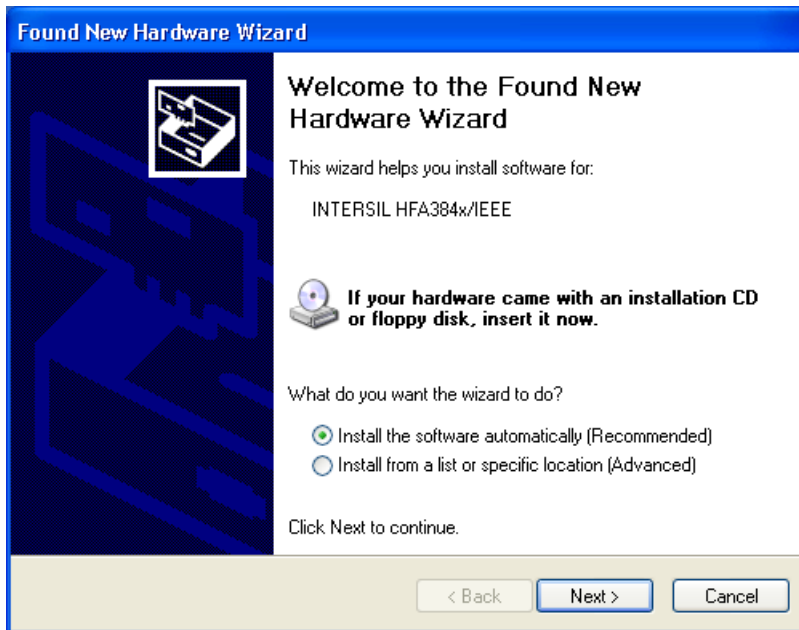 Found New Hardware Wizard
Welcome to the Found New
Hardware Wizard
This wizard helps you install software for:
INTERSIL HFA384x/IEEE
If your hardware came with an installation CD
or floppy disk, insert it now.
What do you want the wizard to do?
Install the software automatically (Recommended)
Install from a list or specific location (Advanced)
Click Next to continue.
< Back
Next >
Cancel